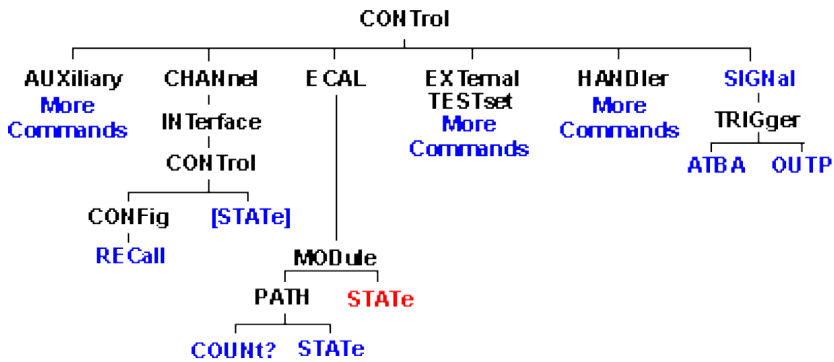 CONTrol
AUXiliary CHANnel ECAL EXTernal HANDler SIGNal
TESTset
More More More
Commands Commands Commands
INTerface TRIGger
CONTrol ATBA OUTP
CONFig [STATe]
RECall
MODule
PATH STATe
COUNt? STATe